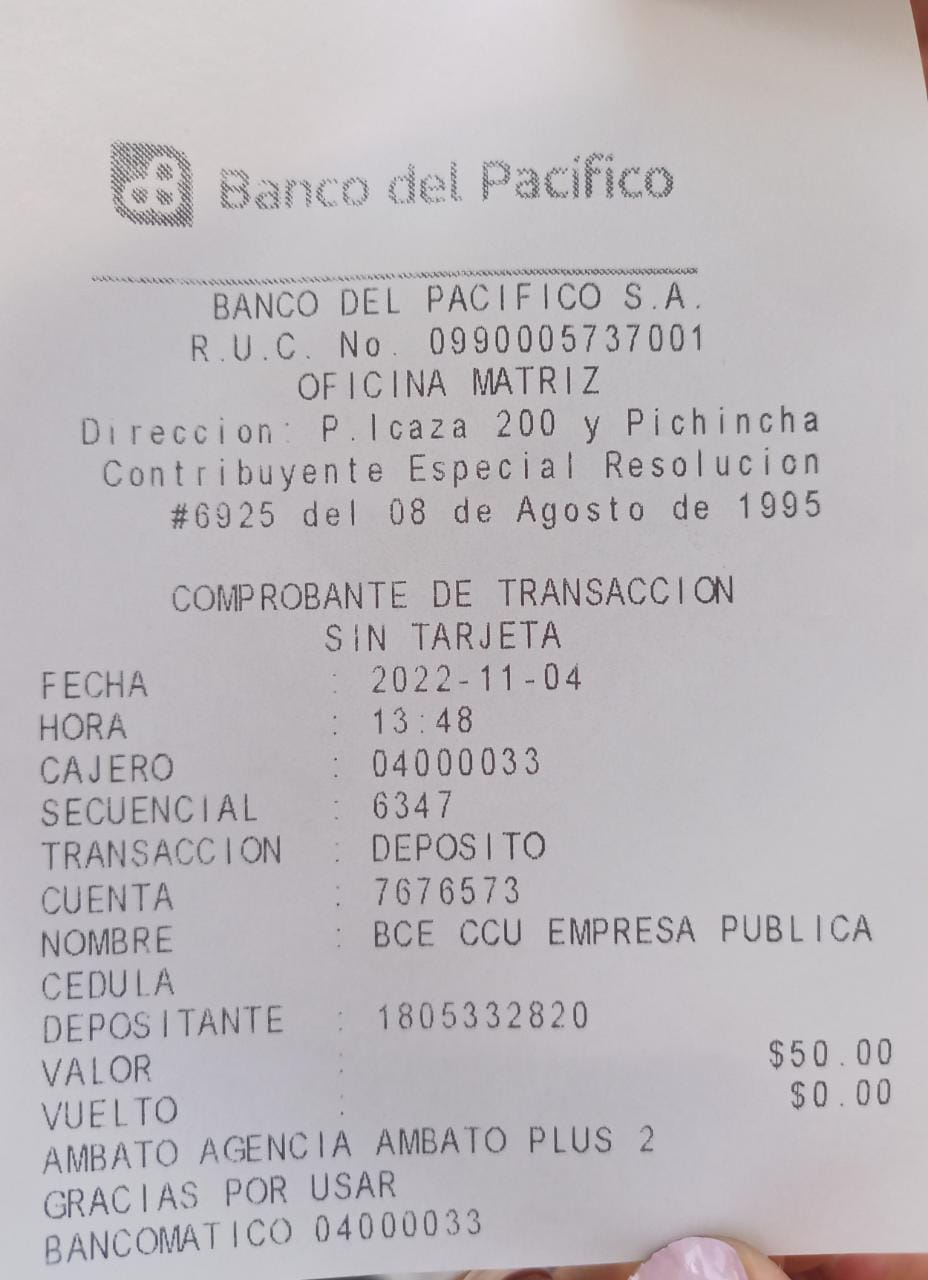 Banco del Pacífico
BANCO DEL PACIFICO S.A.
R.U.C. No. 0990005737001
OFICINA MATRIZ
Direccion: P.Icaza 200 y Pichincha
Contribuyente Especial Resolucion
#6925 del 08 de Agosto de 1995
COMPROBANTE DE TRANSACCION
SIN TARJETA
FECHA : 2022-11-04
HORA : 13:48
CAJERO : 04000033
SECUENCIAL : 6347
TRANSACCION : DEPOSITO
CUENTA : 7676573
NOMBRE : BCE CCU EMPRESA PUBLICA
CEDULA
DEPOSITANTE : 1805332820
VALOR : $50.00
VUELTO : $0.00
AMBATO AGENCIA AMBATO PLUS 2
GRACIAS POR USAR
BANCOMATICO 04000033